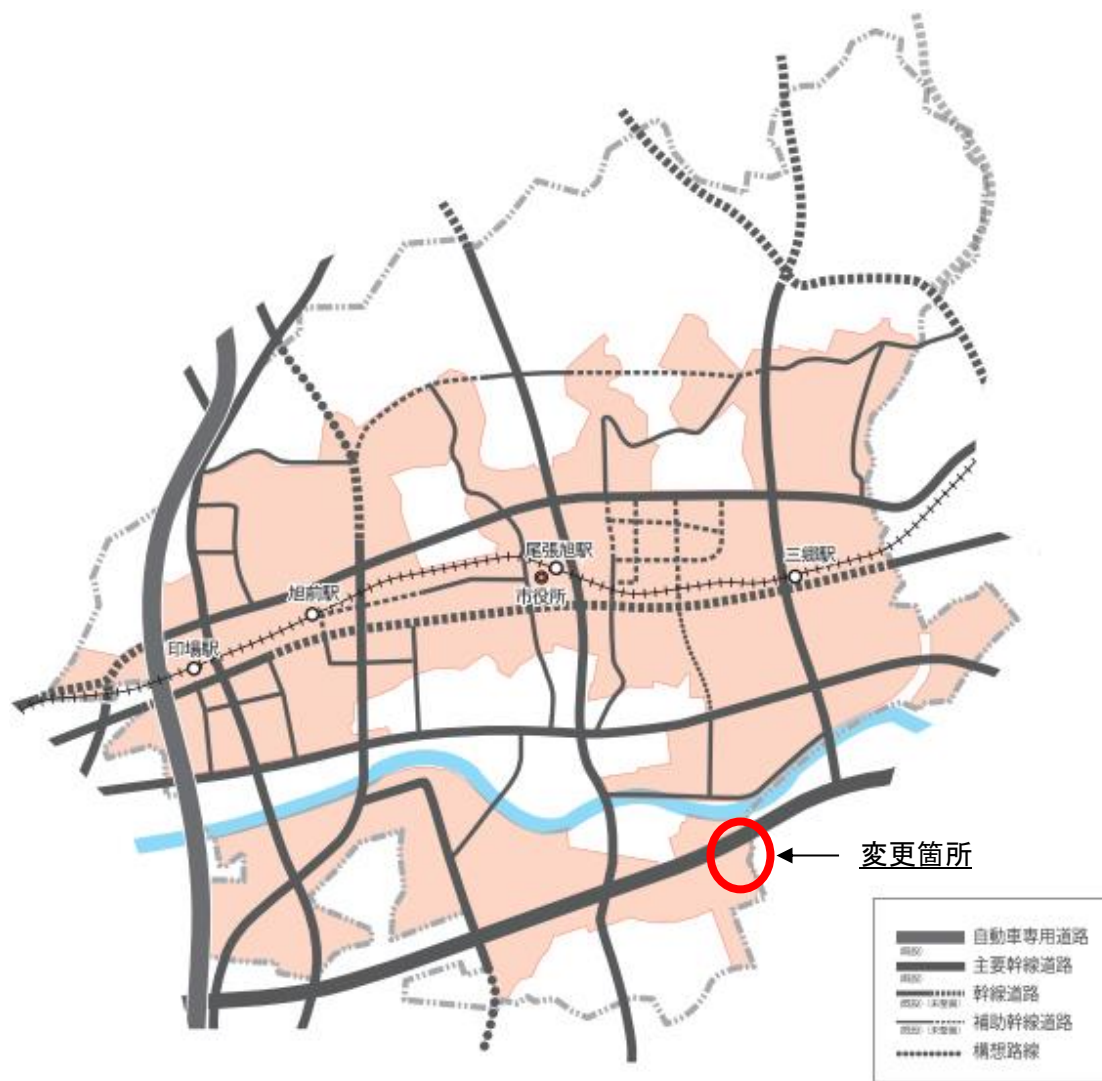 尾張旭駅
三郷駅
市役所
旭前駅
印場駅
変更箇所
自動車専用道路
主要幹線道路
幹線道路
補助幹線道路
構想路線